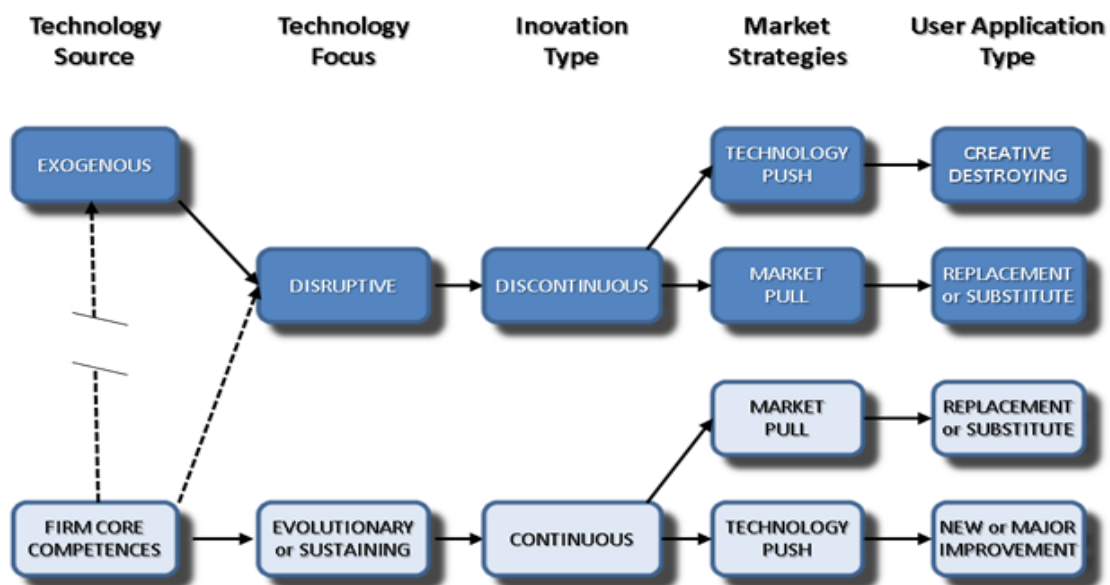 Technology
Source
Technology
Focus
Inovation
Type
Market
Strategies
User Application
Type
EXOGENOUS
TECHNOLOGY
PUSH
CREATIVE
DESTROYING
DISRUPTIVE
DISCONTINUOUS
MARKET
PULL
REPLACEMENT
or SUBSTITUTE
MARKET
PULL
REPLACEMENT
or SUBSTITUTE
FIRM CORE
COMPETENCES
EVOLUTIONARY
or SUSTAINING
CONTINUOUS
TECHNOLOGY
PUSH
NEW or MAJOR
IMPROVEMENT